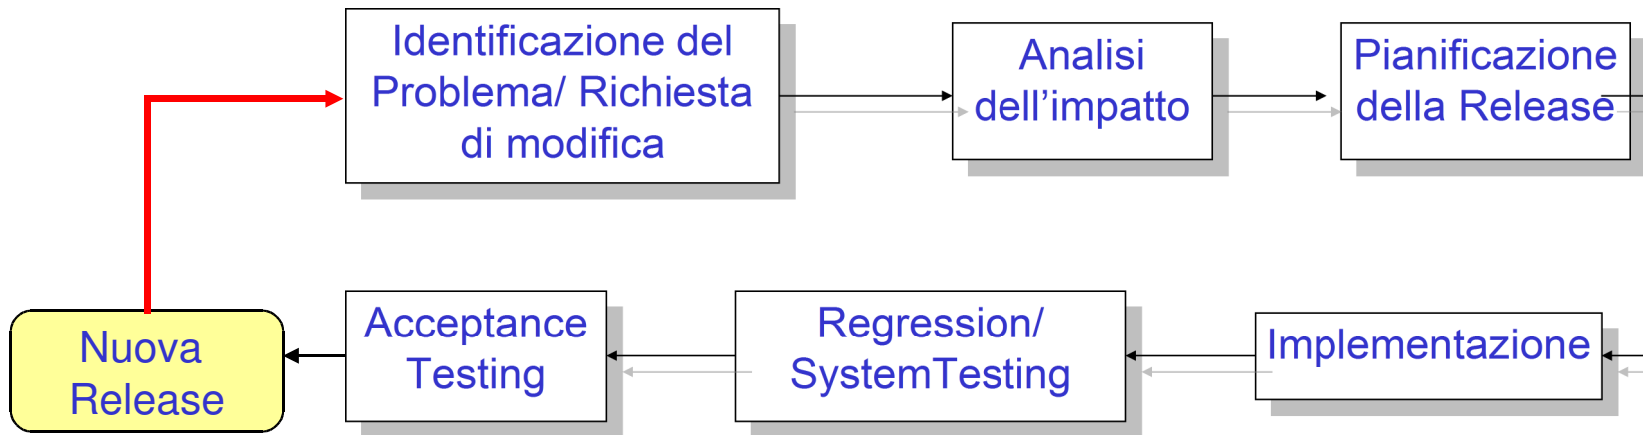 Identificazione del
Problema/ Richiesta
di modifica
Analisi
dell’impatto
Pianificazione
della Release
Nuova
Release
Acceptance
Testing
Regression/
SystemTesting
Implementazione